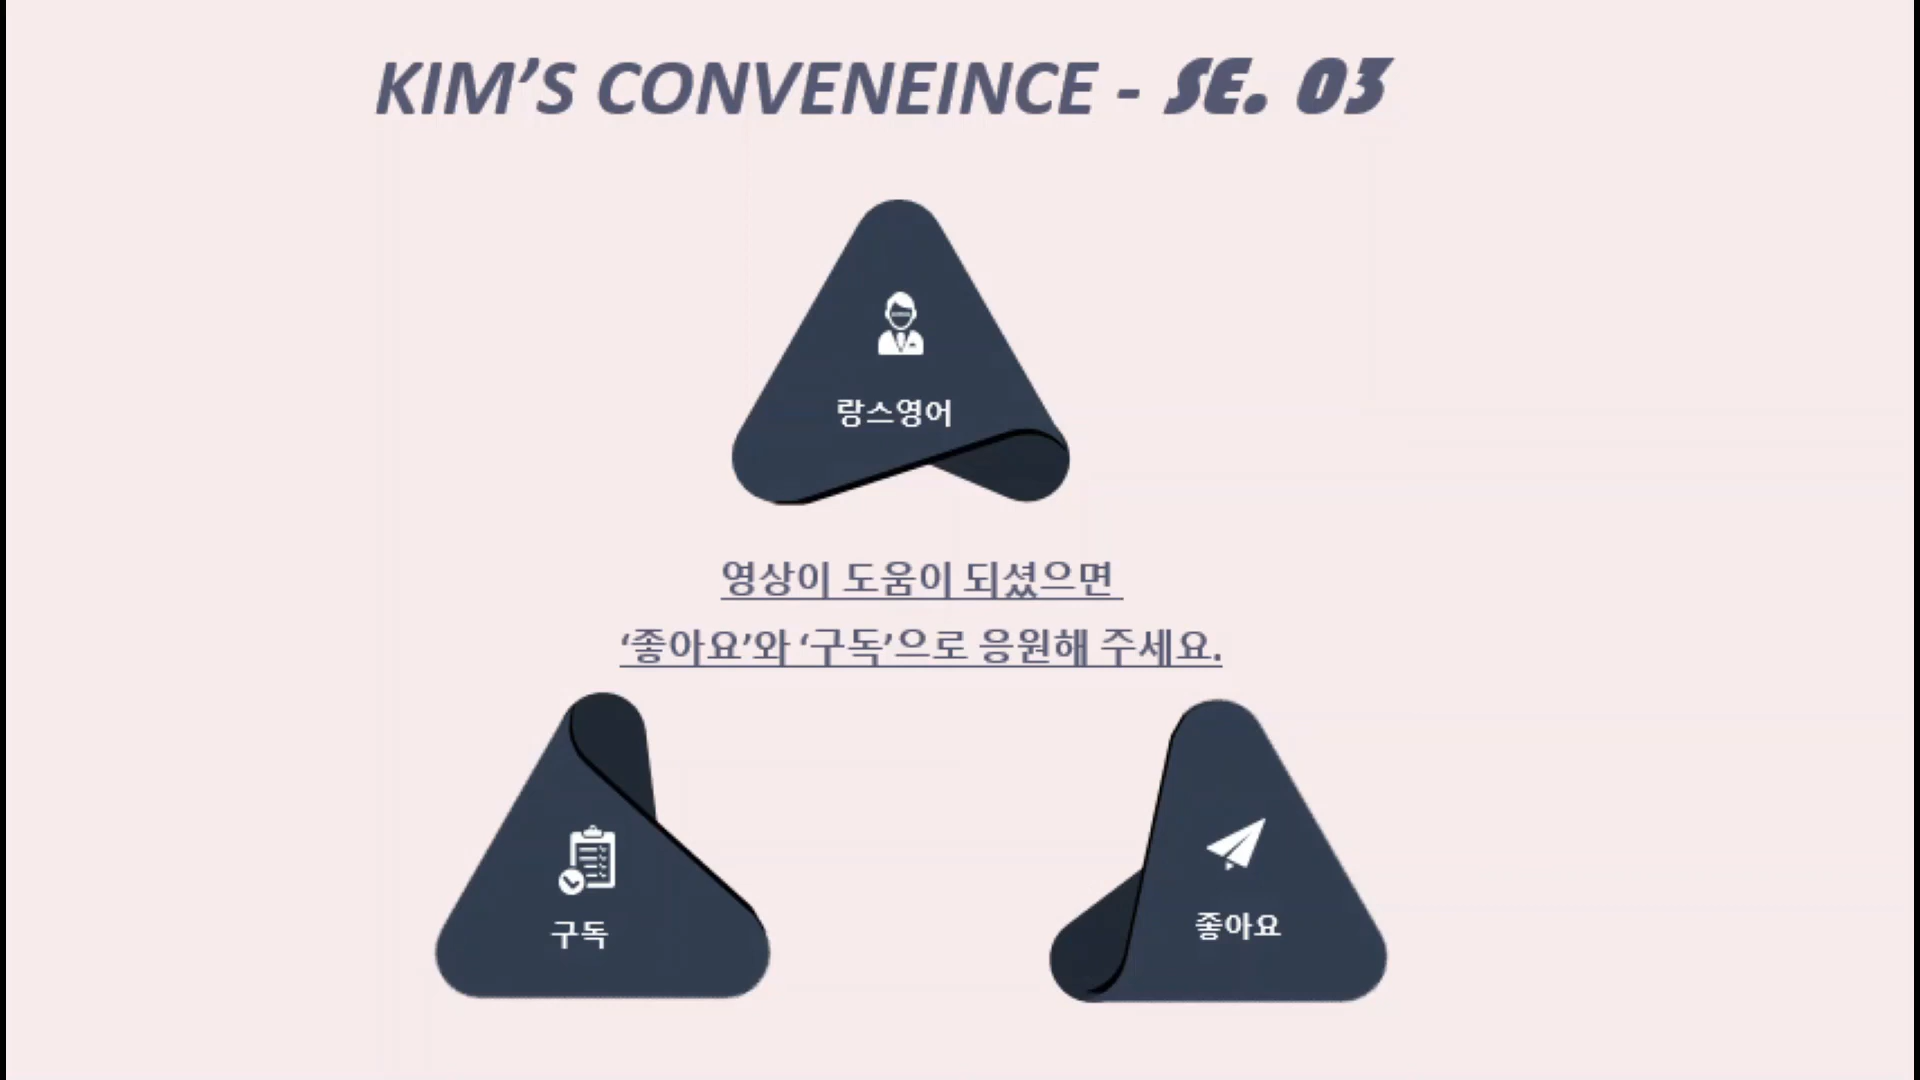 KIM’S CONVENEINCE - SE. 03
랑스영어
영상이 도움이 되셨으면
‘좋아요’와 ‘구독’으로 응원해 주세요.
구독
좋아요